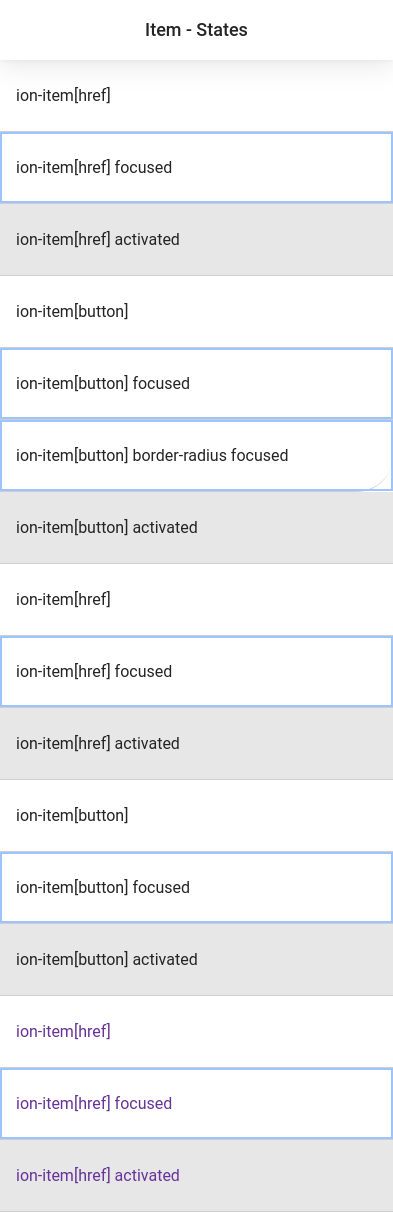 Item - States
ion-item[href]
ion-item[href] focused
ion-item[href] activated
ion-item[button]
ion-item[button] focused
ion-item[button] border-radius focused
ion-item[button] activated
ion-item[href]
ion-item[href] focused
ion-item[href] activated
ion-item[button]
ion-item[button] focused
ion-item[button] activated
ion-item[href]
ion-item[href] focused
ion-item[href] activated